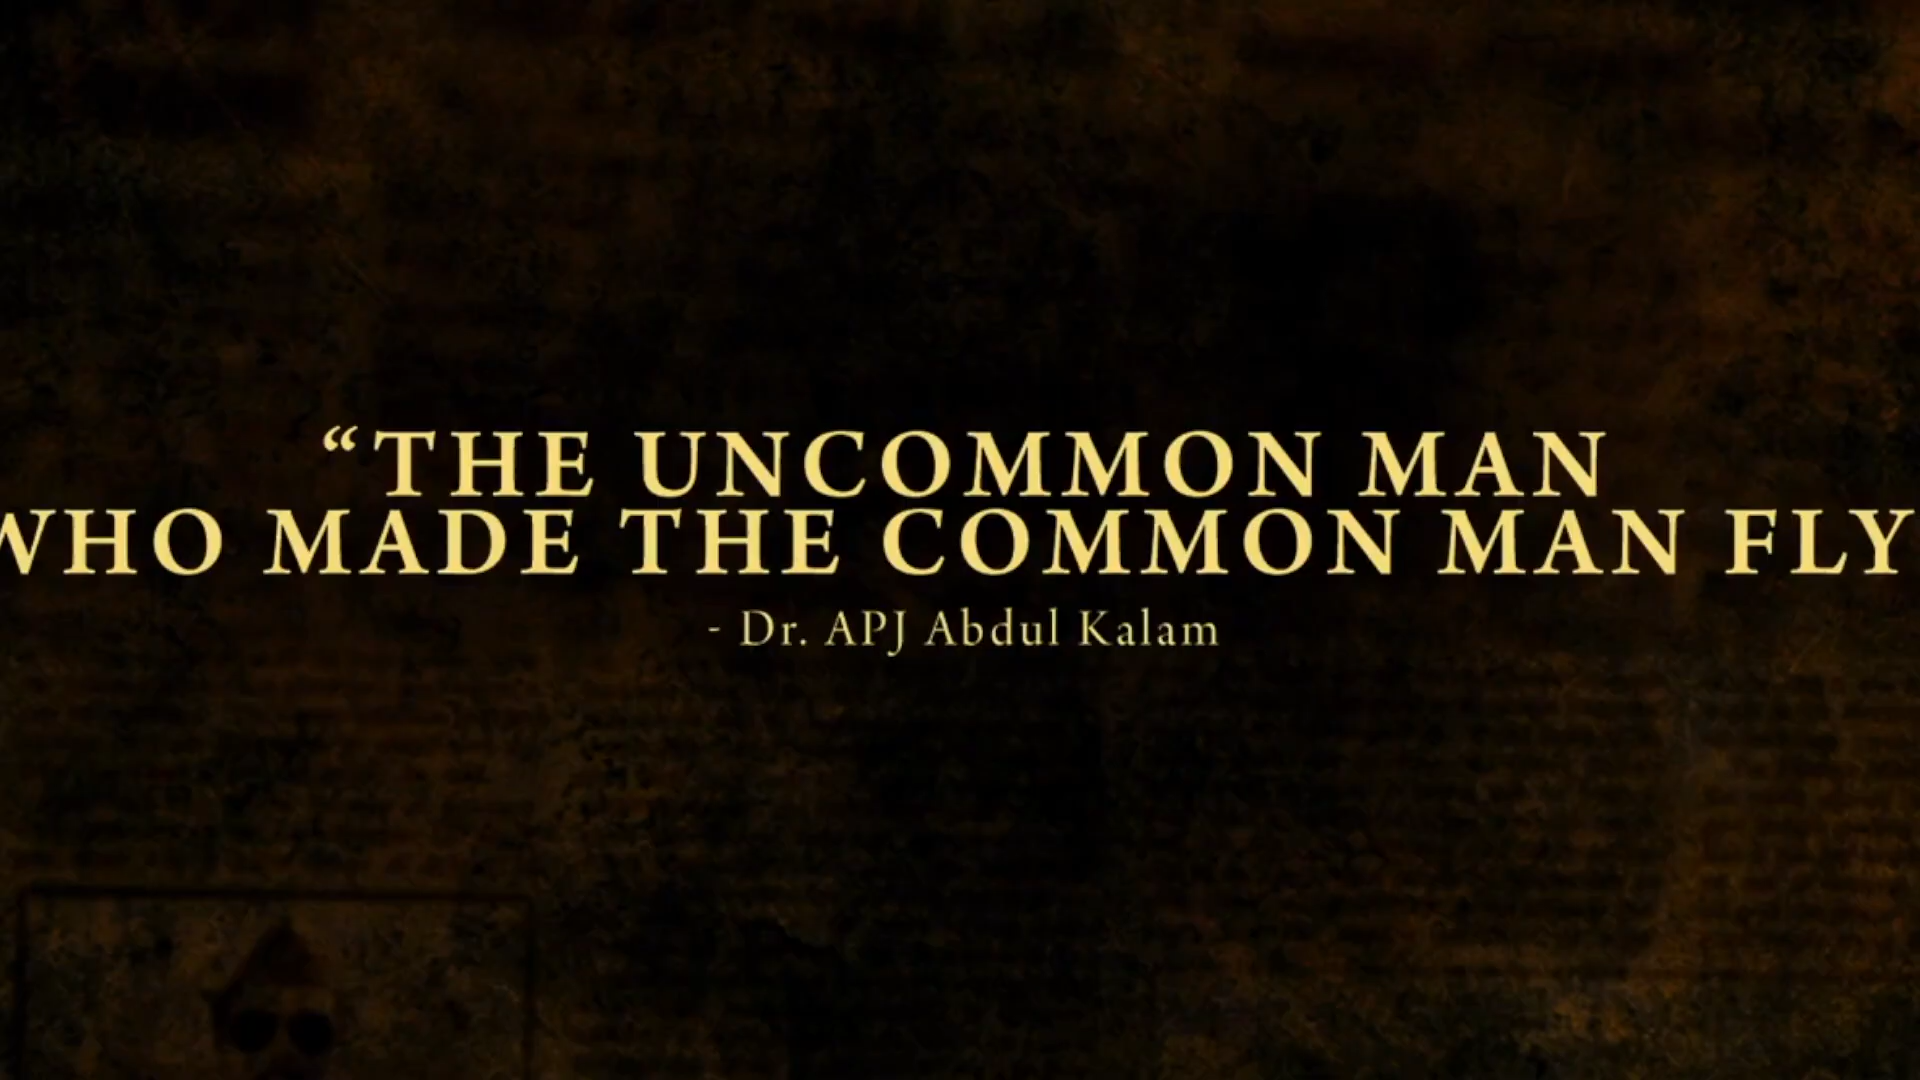 “THE UNCOMMON MAN
WHO MADE THE COMMON MAN FLY
- Dr. APJ Abdul Kalam